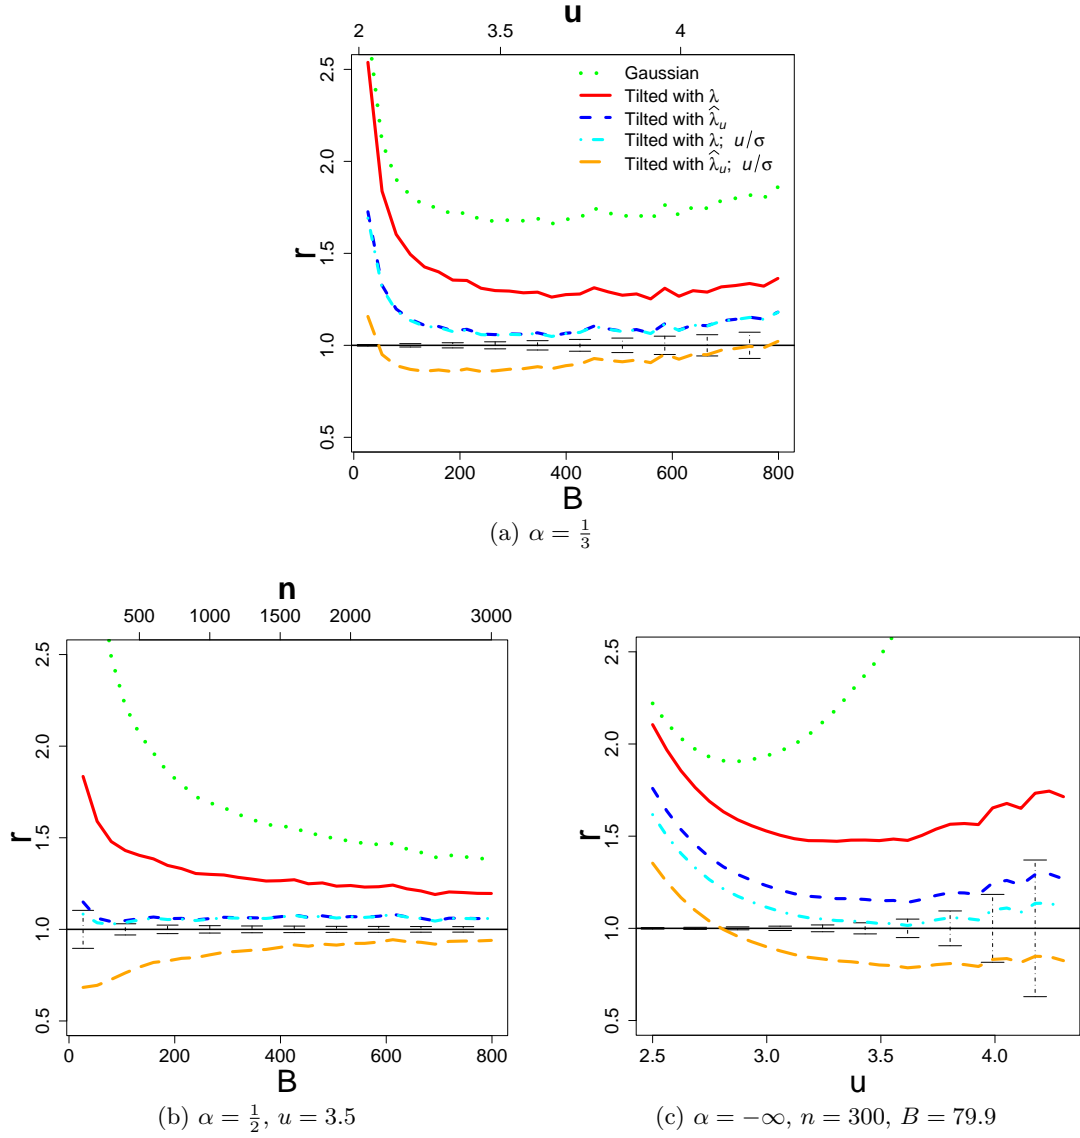 u
2 3.5 4
2.5
2.0
1.5
1.0
0.5
r
Gaussian
Tilted with λ
Tilted with λ̂u
Tilted with λ; u/σ
Tilted with λ̂u; u/σ
0 200 400 600 800
B
(a) α = 1/3
n
500 1000 1500 2000 3000
2.5
2.0
1.5
1.0
0.5
r
0 200 400 600 800
B
(b) α = 1/2, u = 3.5
2.5
2.0
1.5
1.0
0.5
r
2.5 3.0 3.5 4.0
u
(c) α = −∞, n = 300, B = 79.9